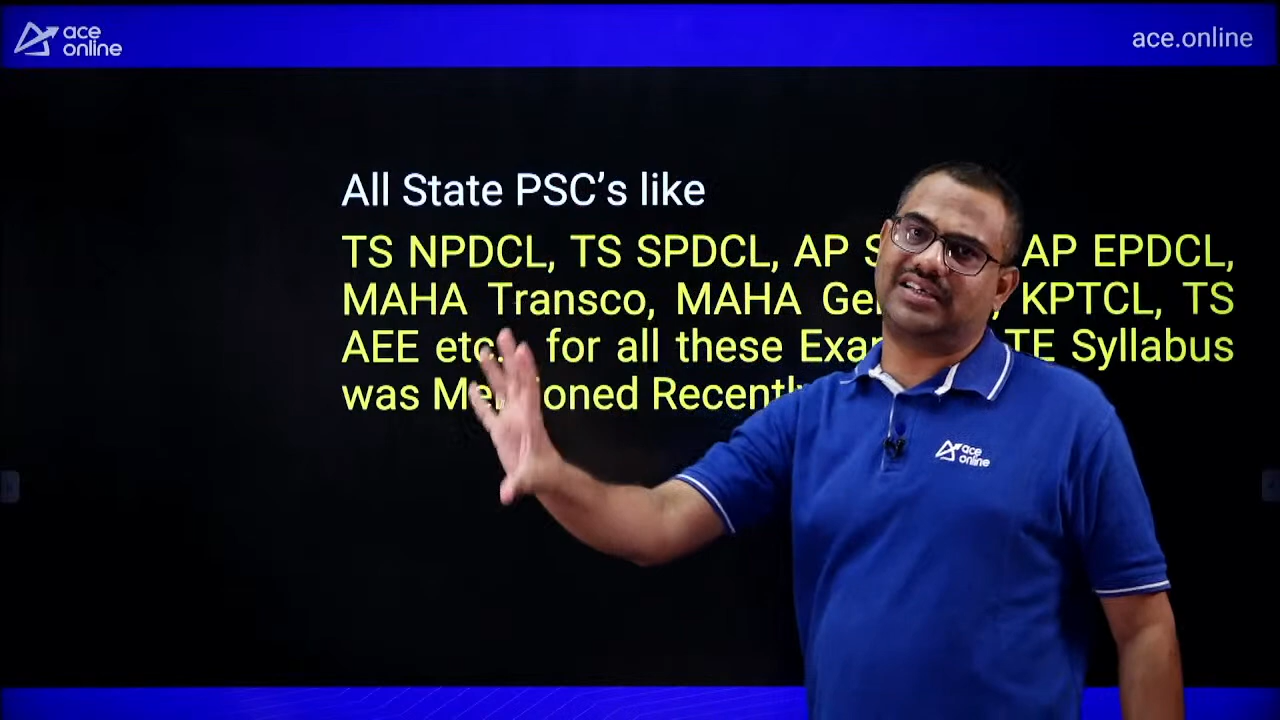 ace
online
ace.online
All State PSC’s like
TS NPDCL, TS SPDCL, AP AP EPDCL,
MAHA Transco, MAHA KPTCL, TS
AEE for all these Syllabus
was Recently
ace
online